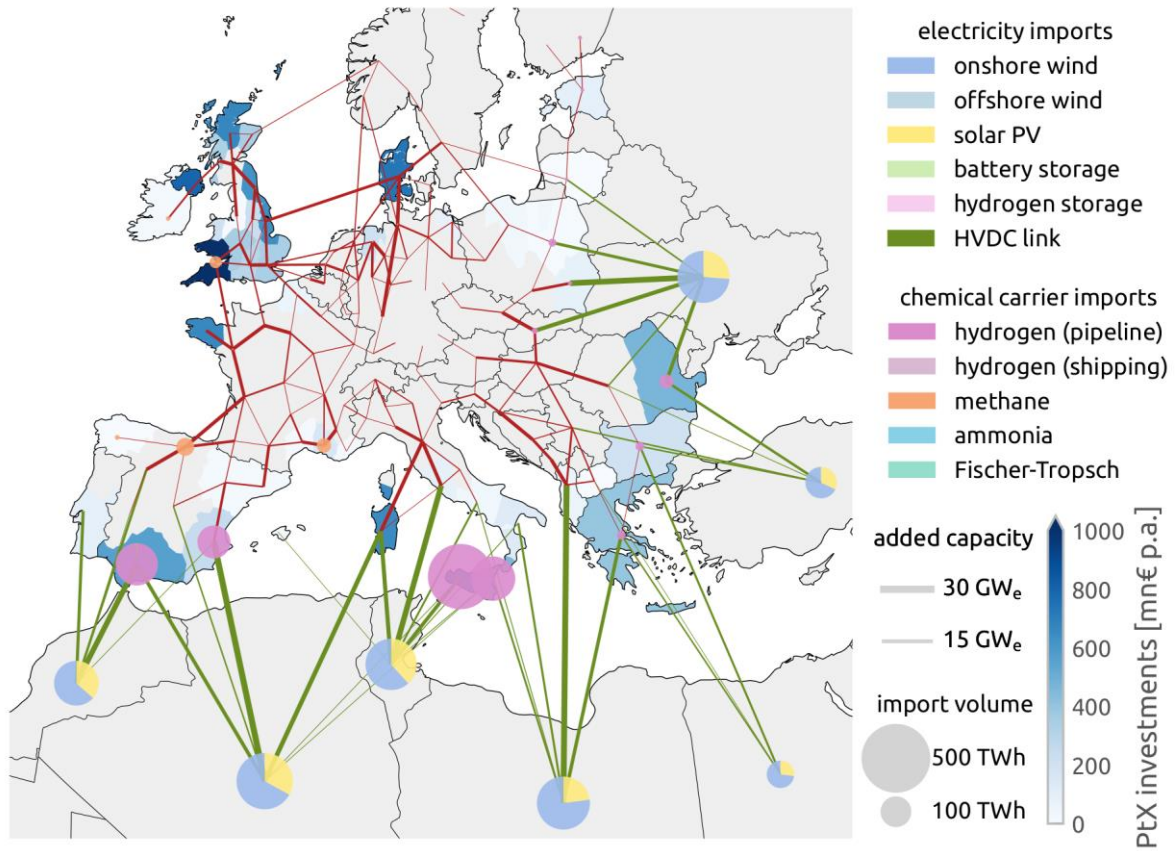 electricity imports
onshore wind
offshore wind
solar PV
battery storage
hydrogen storage
HVDC link
chemical carrier imports
hydrogen (pipeline)
hydrogen (shipping)
methane
ammonia
Fischer-Tropsch
added capacity
30 GWₑ
15 GWₑ
import volume
500 TWh
100 TWh
1000
800
600
400
200
0
PtX investments [mn€ p.a.]